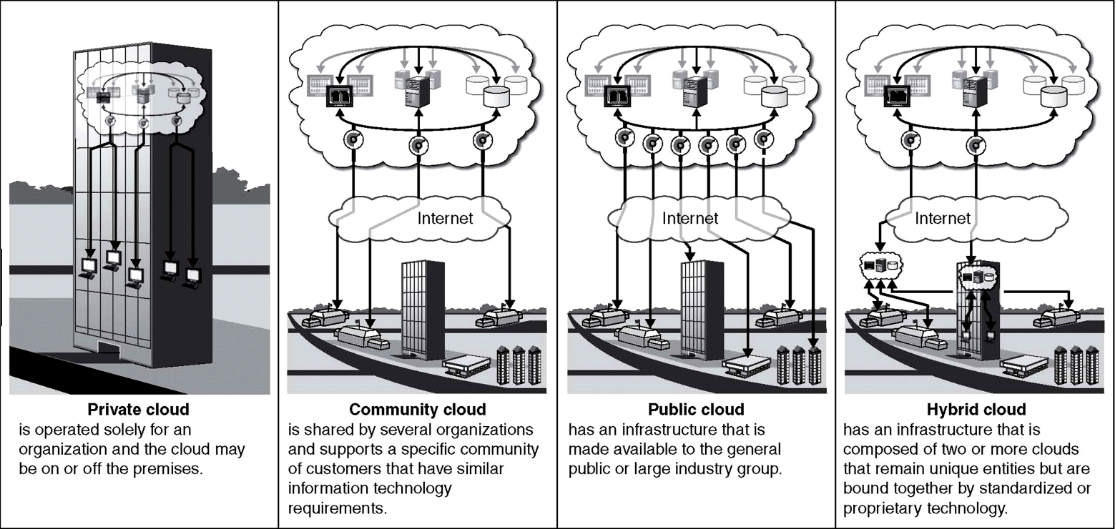 Internet
Internet
Internet
Private cloud
is operated solely for an
organization and the cloud may
be on or off the premises.
Community cloud
is shared by several organizations
and supports a specific community
of customers that have similar
information technology
requirements.
Public cloud
has an infrastructure that is
made available to the general
public or large industry group.
Hybrid cloud
has an infrastructure that is
composed of two or more clouds
that remain unique entities but are
bound together by standardized or
proprietary technology.